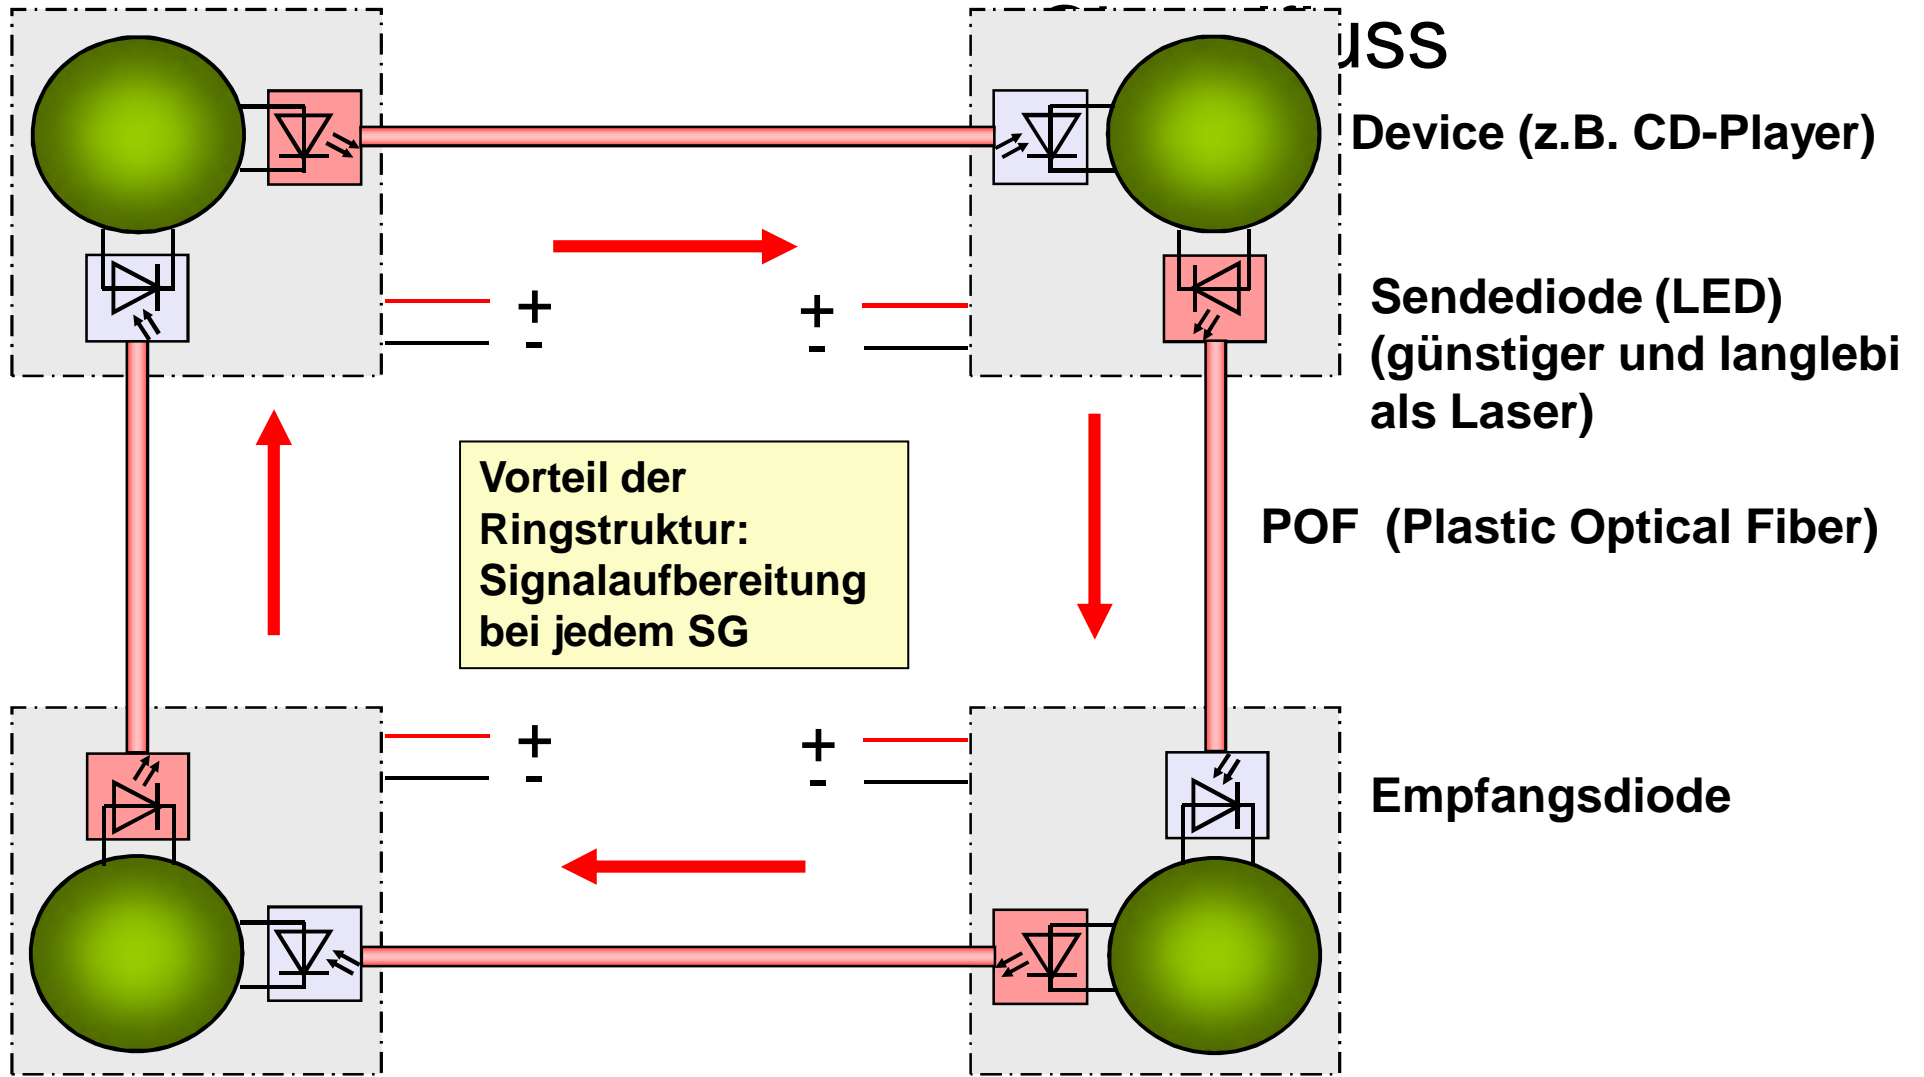 Device (z.B. CD-Player)
+
-
+
-
Sendediode (LED)
(günstiger und langlebi
als Laser)
Vorteil der
Ringstruktur:
Signalaufbereitung
bei jedem SG
POF (Plastic Optical Fiber)
+
-
+
-
Empfangsdiode